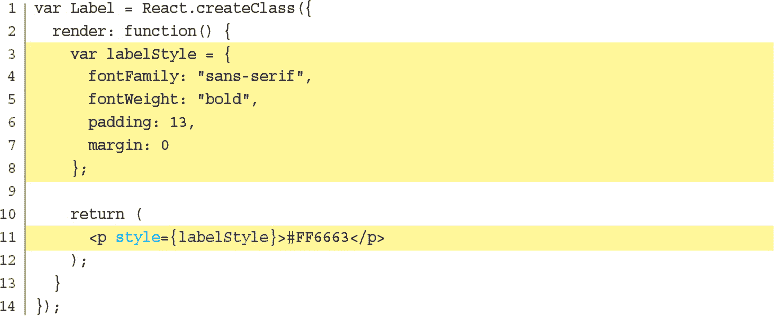 1 var Label = React.createClass({
2   render: function() {
3     var labelStyle = {
4       fontFamily: "sans-serif",
5       fontWeight: "bold",
6       padding: 13,
7       margin: 0
8     };
9
10     return (
11       <p style={labelStyle}>#FF6663</p>
12     );
13   }
14 });